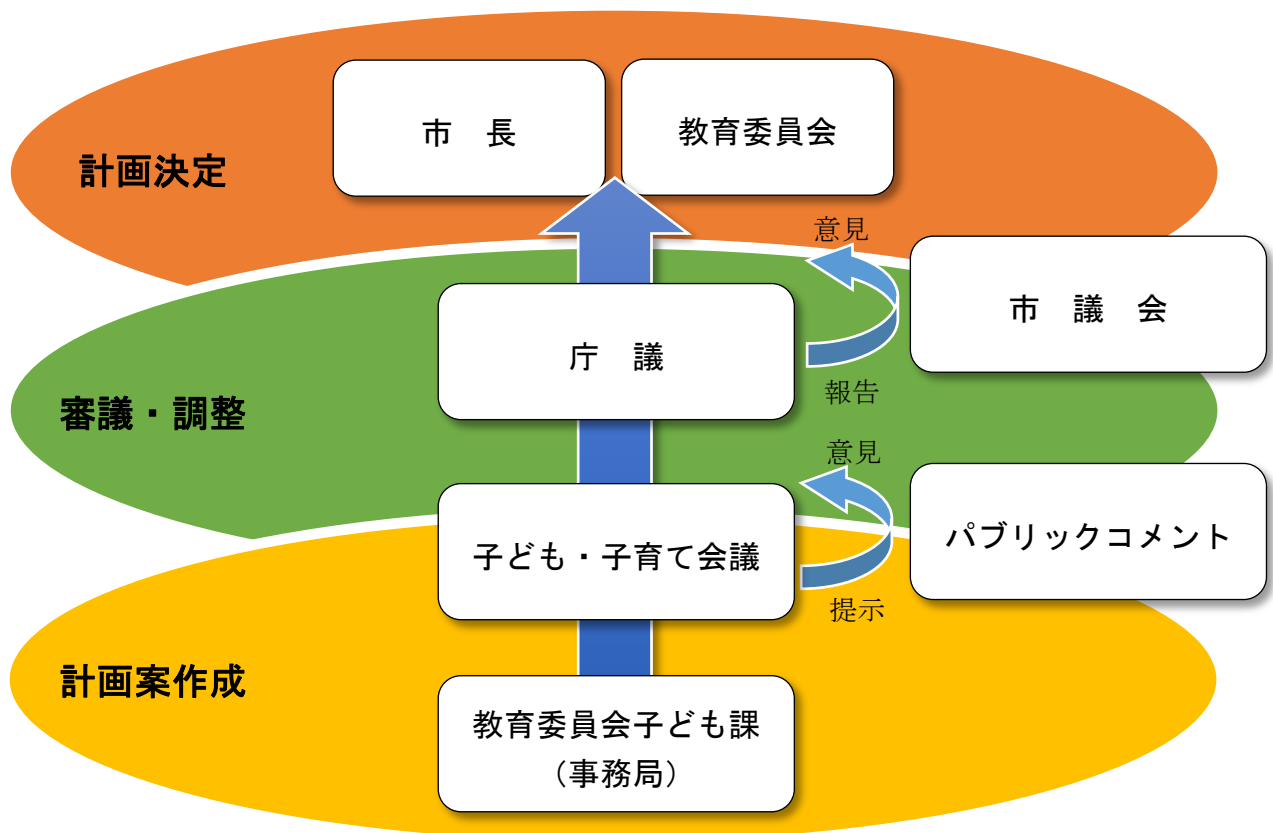 市　長
教育委員会
計画決定
意見
市　議　会
庁　議
報告
審議・調整
意見
パブリックコメント
子ども・子育て会議
提示
計画案作成
教育委員会子ども課
（事務局）